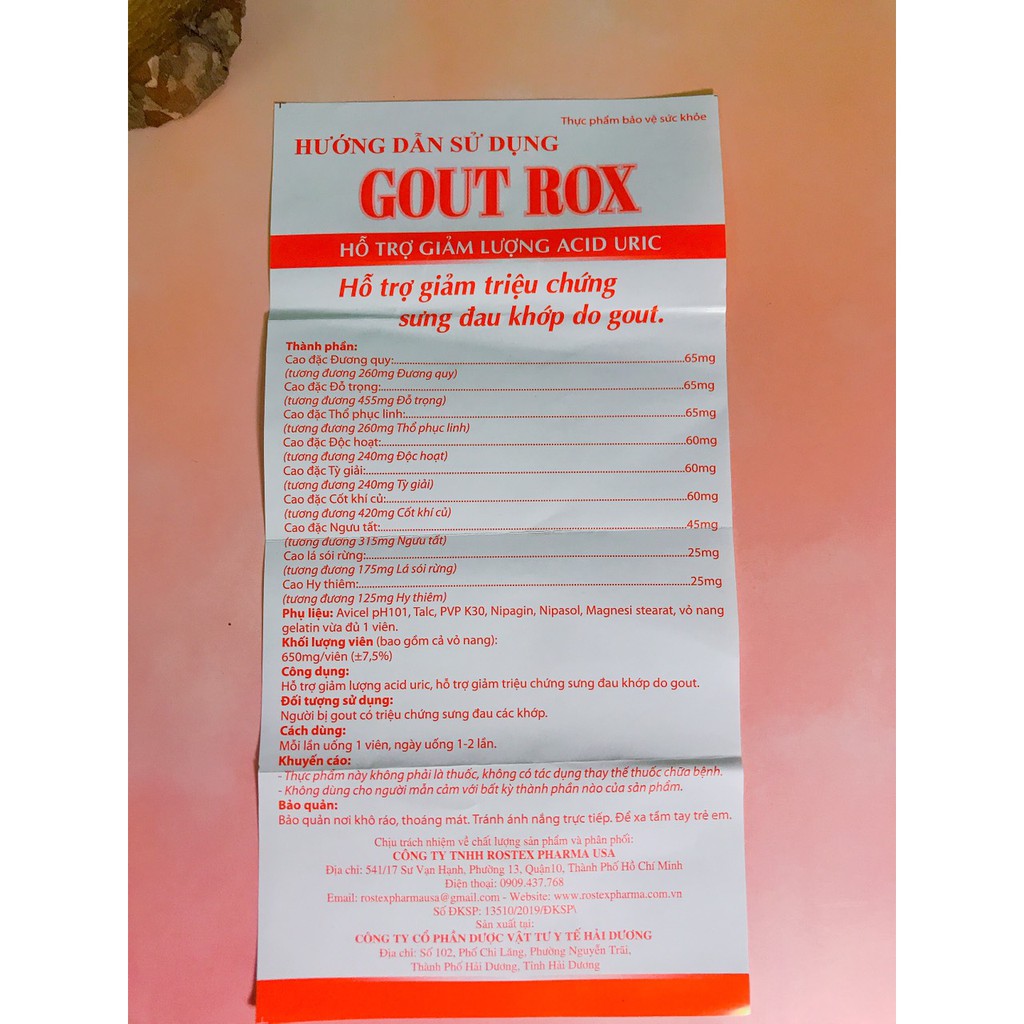 Thực phẩm bảo vệ sức khỏe
HƯỚNG DẪN SỬ DỤNG
GOUT ROX
HỖ TRỢ GIẢM LƯỢNG ACID URIC
Hỗ trợ giảm triệu chứng
sưng đau khớp do gout.
Thành phần:
Cao đặc Đương quy:...65mg
(tương đương 260mg Đương quy)
Cao đặc Đỗ trọng:...65mg
(tương đương 455mg Đỗ trọng)
Cao đặc Thổ phục linh:...65mg
(tương đương 260mg Thổ phục linh)
Cao đặc Độc hoạt:...60mg
(tương đương 240mg Độc hoạt)
Cao đặc Tỳ giải:...60mg
(tương đương 240mg Tỳ giải)
Cao đặc Cốt khí củ:...60mg
(tương đương 420mg Cốt khí củ)
Cao đặc Ngưu tất:...45mg
(tương đương 315mg Ngưu tất)
Cao lá sói rừng:...25mg
(tương đương 175mg Lá sói rừng)
Cao Hy thiêm:...25mg
(tương đương 125mg Hy thiêm)
Phụ liệu: Avicel pH101, Talc, PVP K30, Nipagin, Nipasol, Magnesi stearat, vỏ nang
gelatin vừa đủ 1 viên.
Khối lượng viên (bao gồm cả vỏ nang):
650mg/viên (±7,5%)
Công dụng:
Hỗ trợ giảm lượng acid uric, hỗ trợ giảm triệu chứng sưng đau khớp do gout.
Đối tượng sử dụng:
Người bị gout có triệu chứng sưng đau các khớp.
Cách dùng:
Mỗi lần uống 1 viên, ngày uống 1-2 lần.
Khuyến cáo:
- Thực phẩm này không phải là thuốc, không có tác dụng thay thế thuốc chữa bệnh.
- Không dùng cho người mẫn cảm với bất kỳ thành phần nào của sản phẩm.
Bảo quản:
Bảo quản nơi khô ráo, thoáng mát. Tránh ánh nắng trực tiếp. Để xa tầm tay trẻ em.
Chịu trách nhiệm về chất lượng sản phẩm và phân phối:
CÔNG TY TNHH ROSTEX PHARMA USA
Địa chỉ: 541/17 Sư Vạn Hạnh, Phường 13, Quận10, Thành Phố Hồ Chí Minh
Điện thoại: 0909.437.768
Email: rostexpharmausa@gmail.com - Website: www.rostexpharma.com.vn
Số ĐKSP: 13510/2019/ĐKSP\
Sản xuất tại:
CÔNG TY CỔ PHẦN DƯỢC VẬT TƯ Y TẾ HẢI DƯƠNG
Địa chỉ: Số 102, Phố Chi Lăng, Phường Nguyễn Trãi,
Thành Phố Hải Dương, Tỉnh Hải Dương